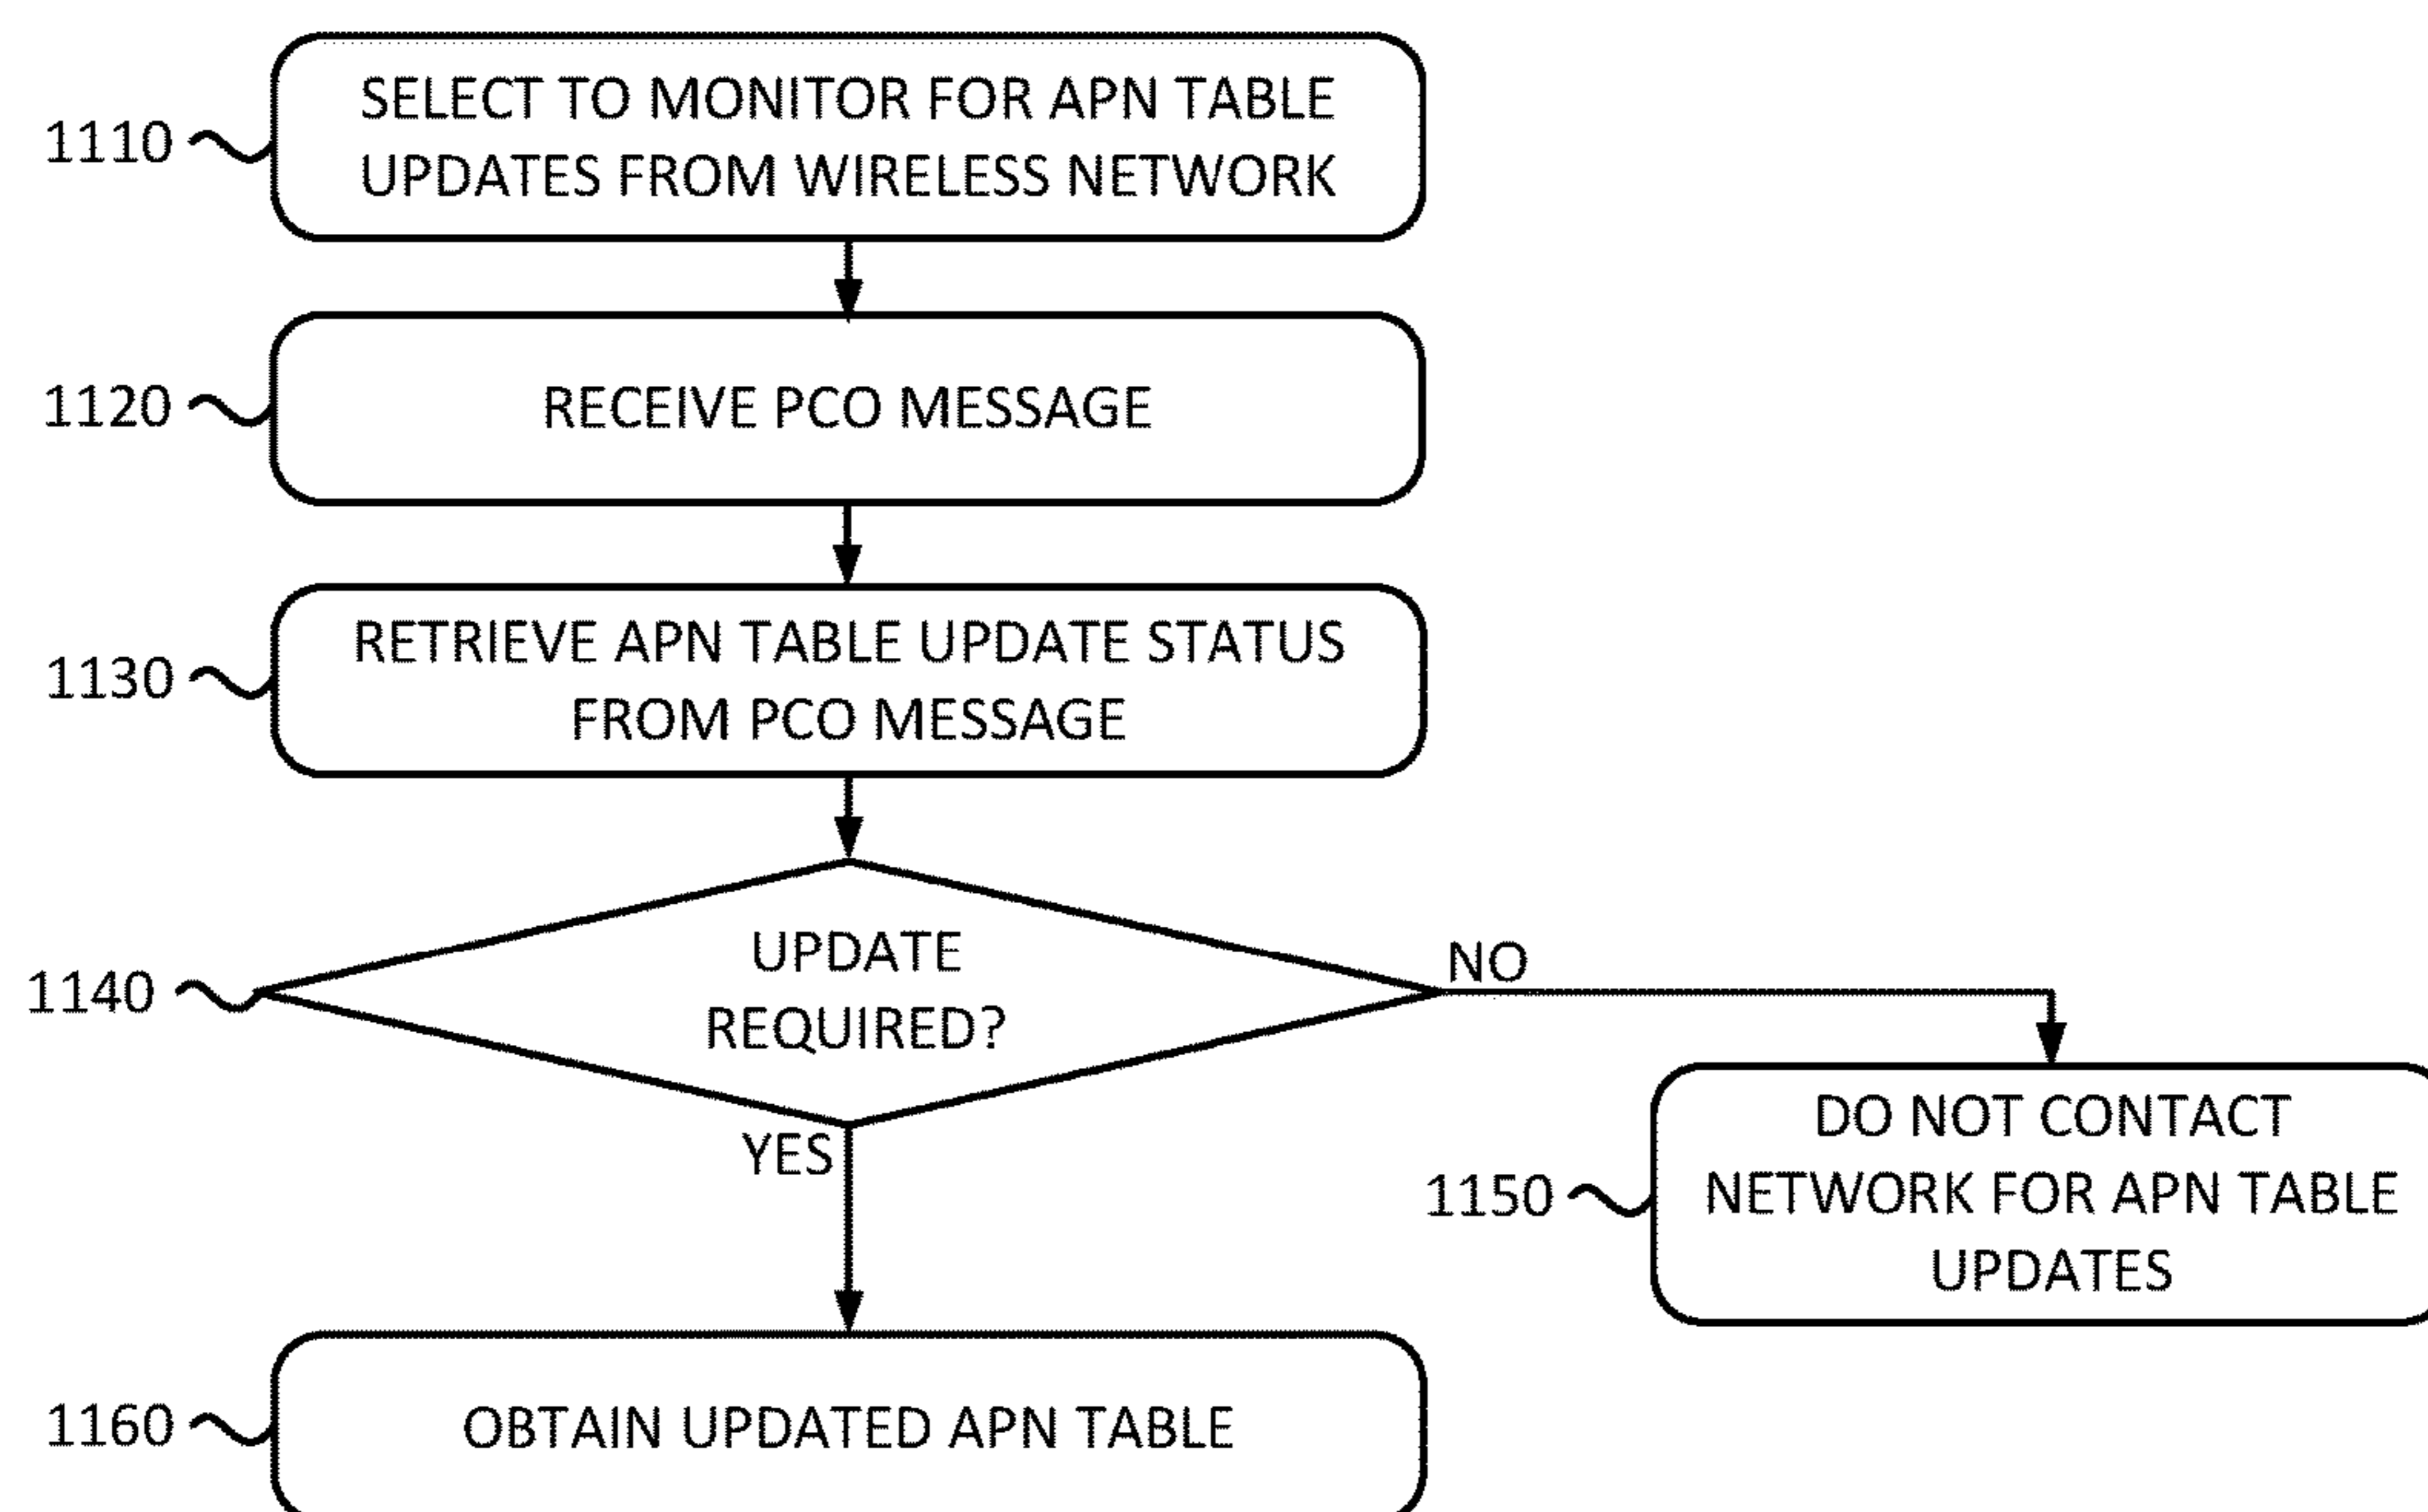 1110
SELECT TO MONITOR FOR APN TABLE
UPDATES FROM WIRELESS NETWORK
1120
RECEIVE PCO MESSAGE
1130
RETRIEVE APN TABLE UPDATE STATUS
FROM PCO MESSAGE
1140
UPDATE
REQUIRED?
NO
YES
1150
DO NOT CONTACT
NETWORK FOR APN TABLE
UPDATES
1160
OBTAIN UPDATED APN TABLE